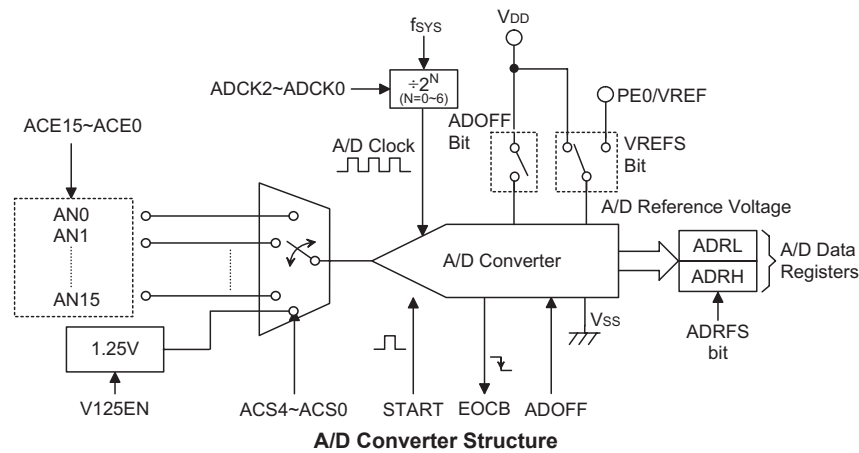 fSYS
VDD
ADCK2~ADCK0
÷2N
(N=0~6)
PE0/VREF
ACE15~ACE0
A/D Clock
ADOFF
Bit
VREFS
Bit
AN0
AN1
AN15
A/D Reference Voltage
A/D Converter
ADRL
ADRH
A/D Data
Registers
1.25V
VSS
ADRFS
bit
V125EN
ACS4~ACS0
START
EOCB
ADOFF
A/D Converter Structure